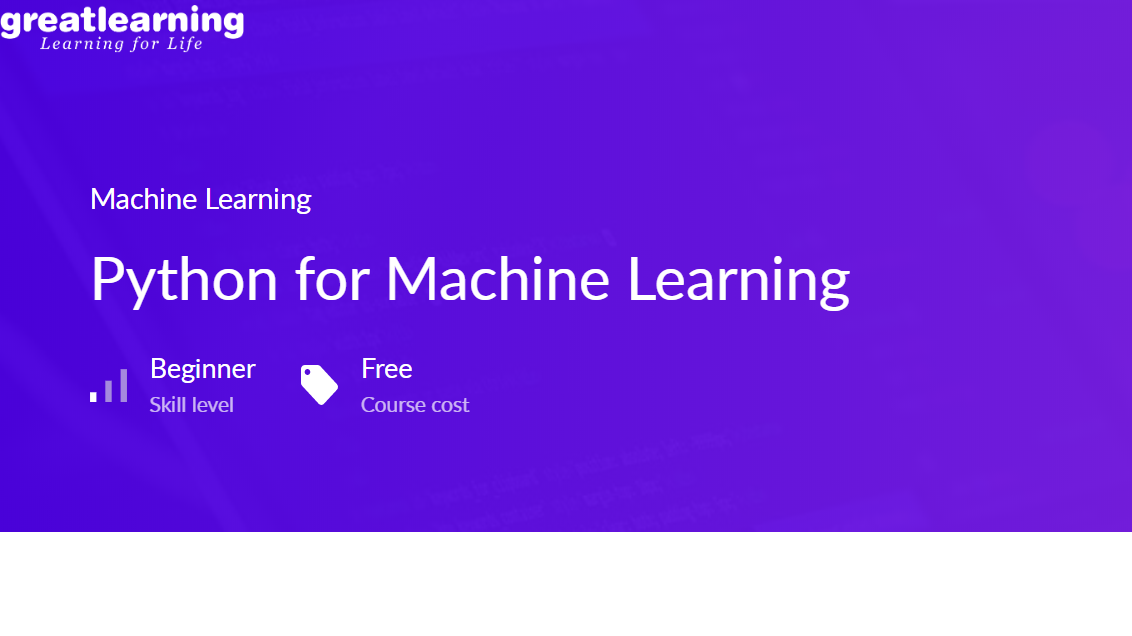 greatlearning
Learning for Life
Machine Learning
Python for Machine Learning
Beginner
Skill level
Free
Course cost